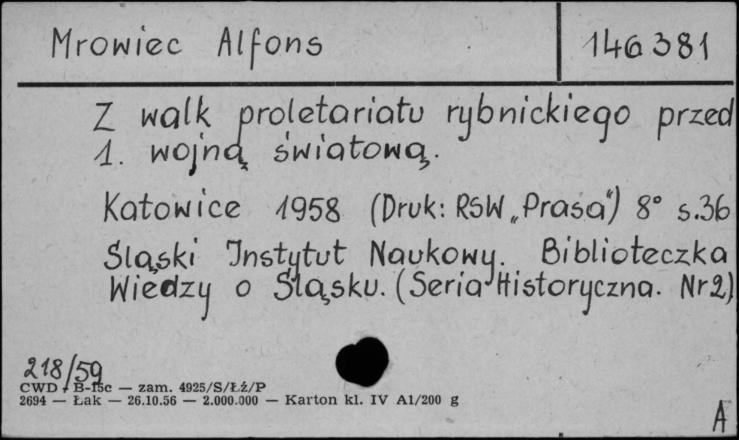 Mrowiec Alfons
146381
Z walk proletariatu rybnickiego przed
1. wojną światową.
Katowice 1958 (Druk: RSW „Prasa") 8° s.36
Śląski Instytut Naukowy. Biblioteczka
Wiedzy o Śląsku. (Seria Historyczna. Nr 2)
218/59
CWD B-15c — zam. 4925/S/Łź/P
2694 — Łak — 26.10.56 — 2.000.000 — Karton kl. IV A1/200 g
A